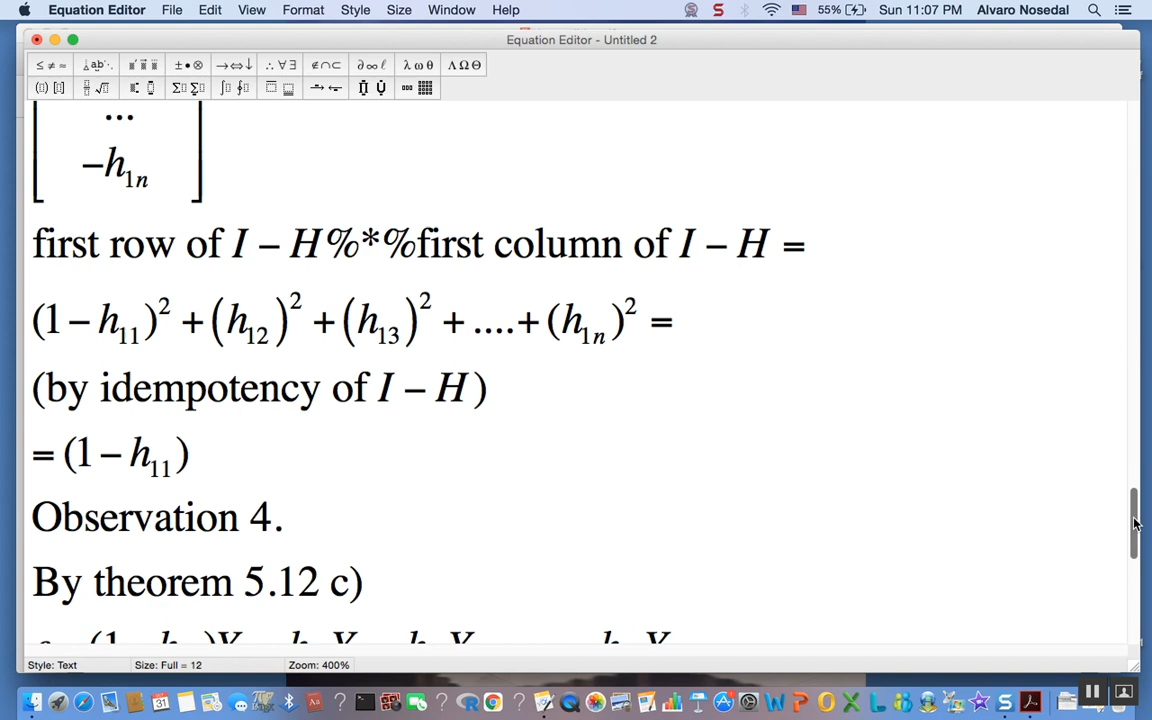 Equation Editor File Edit View Format Style Size Window Help 55% Sun 11:07 PM Alvaro Nosedal
Equation Editor - Untitled 2
...
−h₁ₙ
first row of I − H%*%first column of I − H =
(1 − h₁₁)² + (h₁₂)² + (h₁₃)² + .... + (h₁ₙ)² =
(by idempotency of I − H)
= (1 − h₁₁)
Observation 4.
By theorem 5.12 c)
Style: Text Size: Full = 12 Zoom: 400%